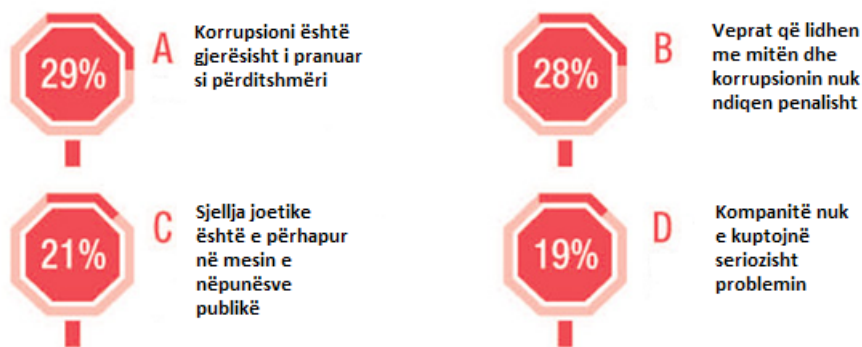 29%
A
Korrupsioni është
gjerësisht i pranuar
si përditshmëri
28%
B
Veprat që lidhen
me mitën dhe
korrupsionin nuk
ndiqen penalisht
21%
C
Sjellja joetike
është e përhapur
në mesin e
nëpunësve
publikë
19%
D
Kompanitë nuk
e kuptojnë
seriozisht
problemin